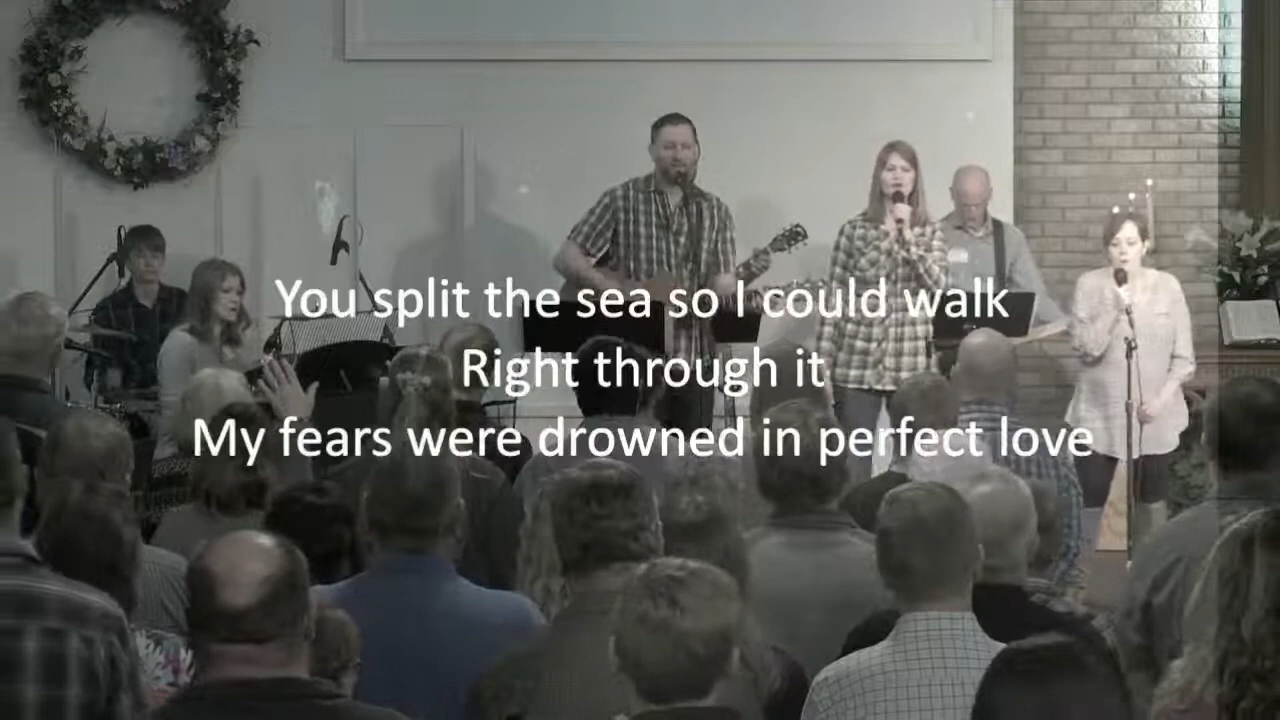 You split the sea so I could walk
Right through it
My fears were drowned in perfect love